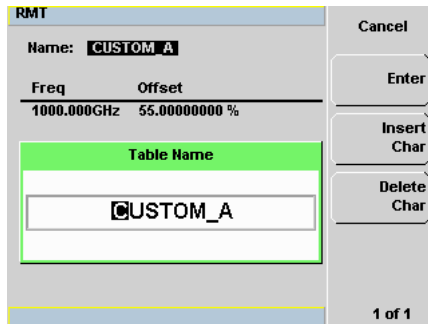 RMT
Name: CUSTOM_A
Freq Offset
1000.000GHz 55.00000000 %
Table Name
CUSTOM_A
Cancel
Enter
Insert
Char
Delete
Char
1 of 1